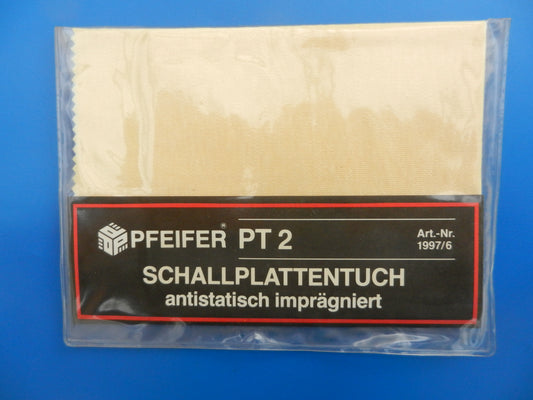 PFEIFER® PT 2
Art.-Nr.
1997/6
SCHALLPLATTENTUCH
antistatisch imprägniert